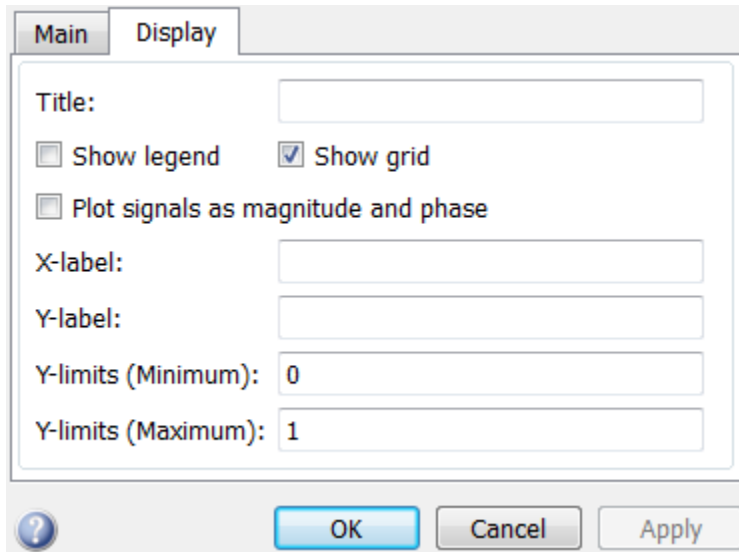 Main Display
Title:
Show legend Show grid
Plot signals as magnitude and phase
X-label:
Y-label:
Y-limits (Minimum): 0
Y-limits (Maximum): 1
? OK Cancel Apply